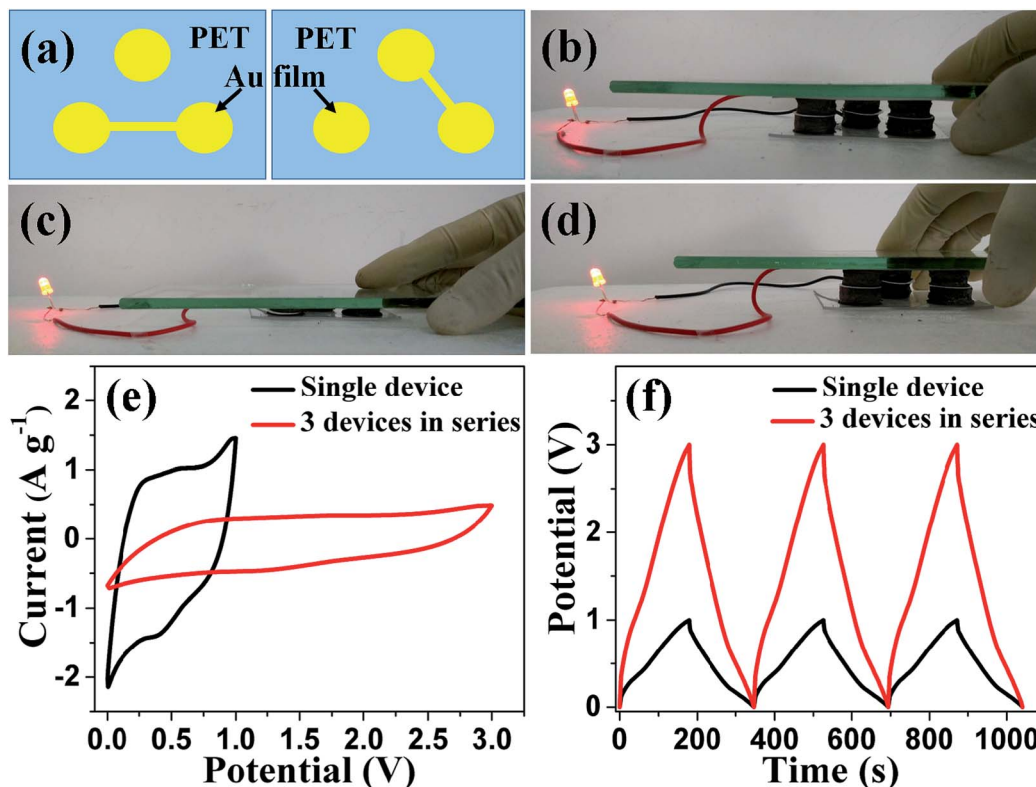 (a)
PET
PET
Au film
(b)
(c)
(d)
(e)
Single device
3 devices in series
2
1
0
-1
-2
Current (A g⁻¹)
0.0 0.5 1.0 1.5 2.0 2.5 3.0
Potential (V)
(f)
Single device
3 devices in series
3
2
1
0
Potential (V)
0 200 400 600 800 1000
Time (s)